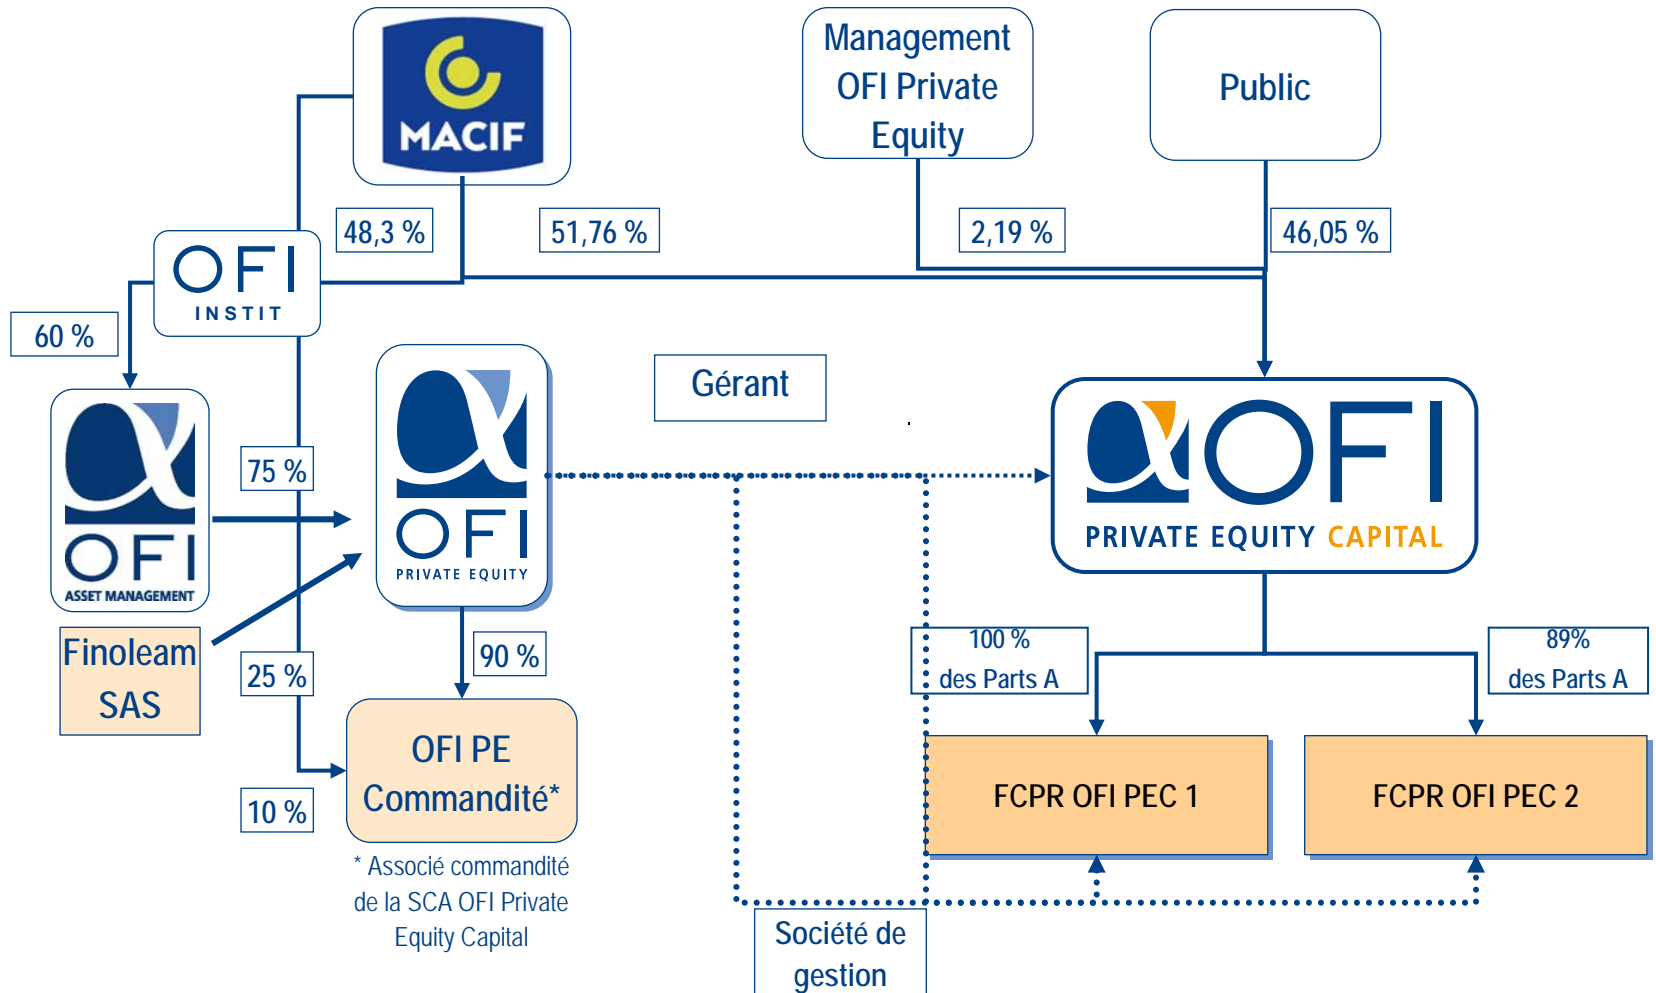 MACIF
Management
OFI Private
Equity
Public
48,3 %
51,76 %
2,19 %
46,05 %
OFI
INSTIT
60 %
OFI
ASSET MANAGEMENT
75 %
OFI
PRIVATE EQUITY
Gérant
OFI
PRIVATE EQUITY CAPITAL
Finoleam
SAS
25 %
90 %
100 %
des Parts A
89%
des Parts A
OFI PE
Commandité*
10 %
FCPR OFI PEC 1
FCPR OFI PEC 2
* Associé commandité
de la SCA OFI Private
Equity Capital
Société de
gestion